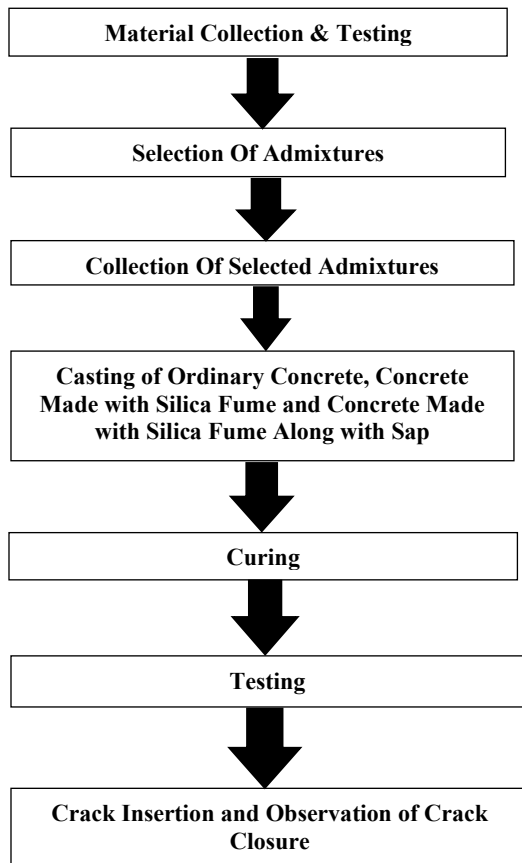 Material Collection & Testing
Selection Of Admixtures
Collection Of Selected Admixtures
Casting of Ordinary Concrete, Concrete
Made with Silica Fume and Concrete Made
with Silica Fume Along with Sap
Curing
Testing
Crack Insertion and Observation of Crack
Closure